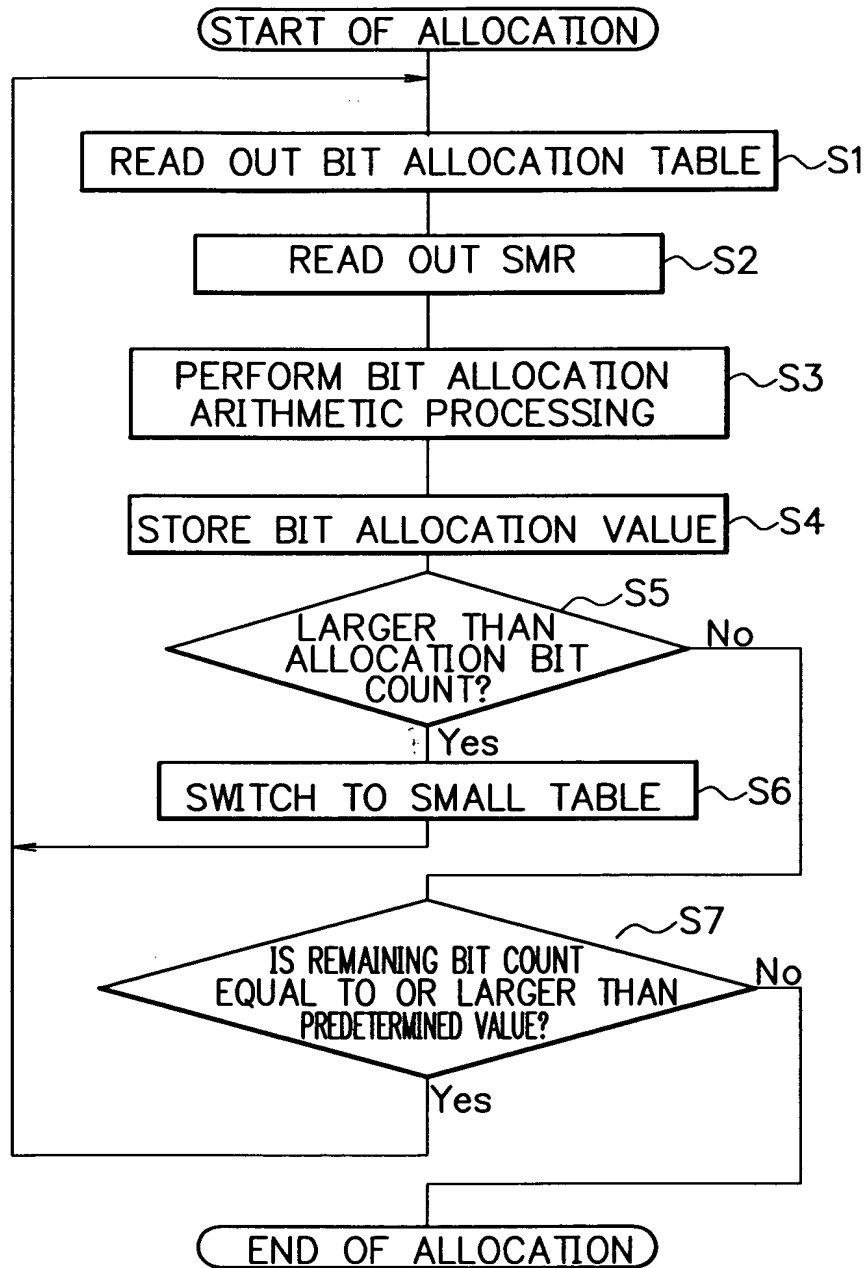 START OF ALLOCATION
READ OUT BIT ALLOCATION TABLE S1
READ OUT SMR S2
PERFORM BIT ALLOCATION
ARITHMETIC PROCESSING S3
STORE BIT ALLOCATION VALUE S4
S5
LARGER THAN
ALLOCATION BIT
COUNT?
No
Yes
SWITCH TO SMALL TABLE S6
S7
IS REMAINING BIT COUNT
EQUAL TO OR LARGER THAN
PREDETERMINED VALUE?
No
Yes
END OF ALLOCATION